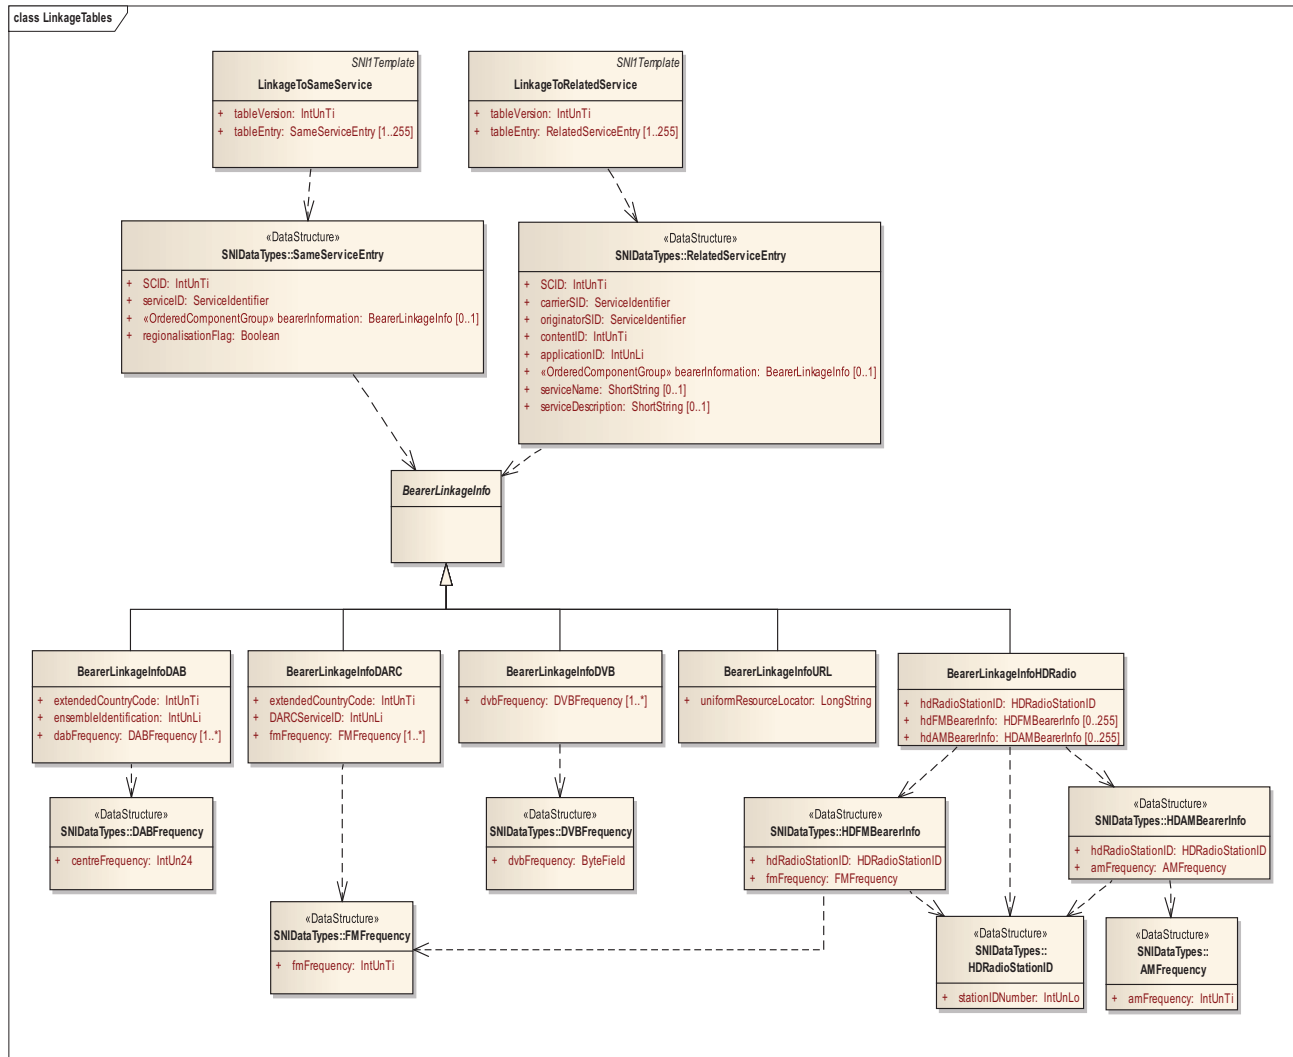 class LinkageTables
SNI1Template
LinkageToSameService
+ tableVersion: IntUnTi
+ tableEntry: SameServiceEntry [1..255]
SNI1Template
LinkageToRelatedService
+ tableVersion: IntUnTi
+ tableEntry: RelatedServiceEntry [1..255]
«DataStructure»
SNIDataTypes::SameServiceEntry
+ SCID: IntUnTi
+ serviceID: ServiceIdentifier
+ «OrderedComponentGroup» bearerInformation: BearerLinkageInfo [0..1]
+ regionalisationFlag: Boolean
«DataStructure»
SNIDataTypes::RelatedServiceEntry
+ SCID: IntUnTi
+ carrierSID: ServiceIdentifier
+ originatorSID: ServiceIdentifier
+ contentID: IntUnTi
+ applicationID: IntUnLi
+ «OrderedComponentGroup» bearerInformation: BearerLinkageInfo [0..1]
+ serviceName: ShortString [0..1]
+ serviceDescription: ShortString [0..1]
BearerLinkageInfo
BearerLinkageInfoDAB
+ extendedCountryCode: IntUnTi
+ ensembleIdentification: IntUnLi
+ dabFrequency: DABFrequency [1..*]
BearerLinkageInfoDARC
+ extendedCountryCode: IntUnTi
+ DARCServiceID: IntUnLi
+ fmFrequency: FMFrequency [1..*]
BearerLinkageInfoDVB
+ dvbFrequency: DVBFrequency [1..*]
BearerLinkageInfoURL
+ uniformResourceLocator: LongString
BearerLinkageInfoHDRadio
+ hdRadioStationID: HDRadioStationID
+ hdFMBearerInfo: HDFMBearerInfo [0..255]
+ hdAMBearerInfo: HDAMBearerInfo [0..255]
«DataStructure»
SNIDataTypes::DABFrequency
+ centreFrequency: IntUn24
«DataStructure»
SNIDataTypes::DVBFrequency
+ dvbFrequency: ByteField
«DataStructure»
SNIDataTypes::HDFMBearerInfo
+ hdRadioStationID: HDRadioStationID
+ fmFrequency: FMFrequency
«DataStructure»
SNIDataTypes::HDAMBearerInfo
+ hdRadioStationID: HDRadioStationID
+ amFrequency: AMFrequency
«DataStructure»
SNIDataTypes::FMFrequency
+ fmFrequency: IntUnTi
«DataStructure»
SNIDataTypes::
HDRadioStationID
+ stationIDNumber: IntUnLo
«DataStructure»
SNIDataTypes::
AMFrequency
+ amFrequency: IntUnTi